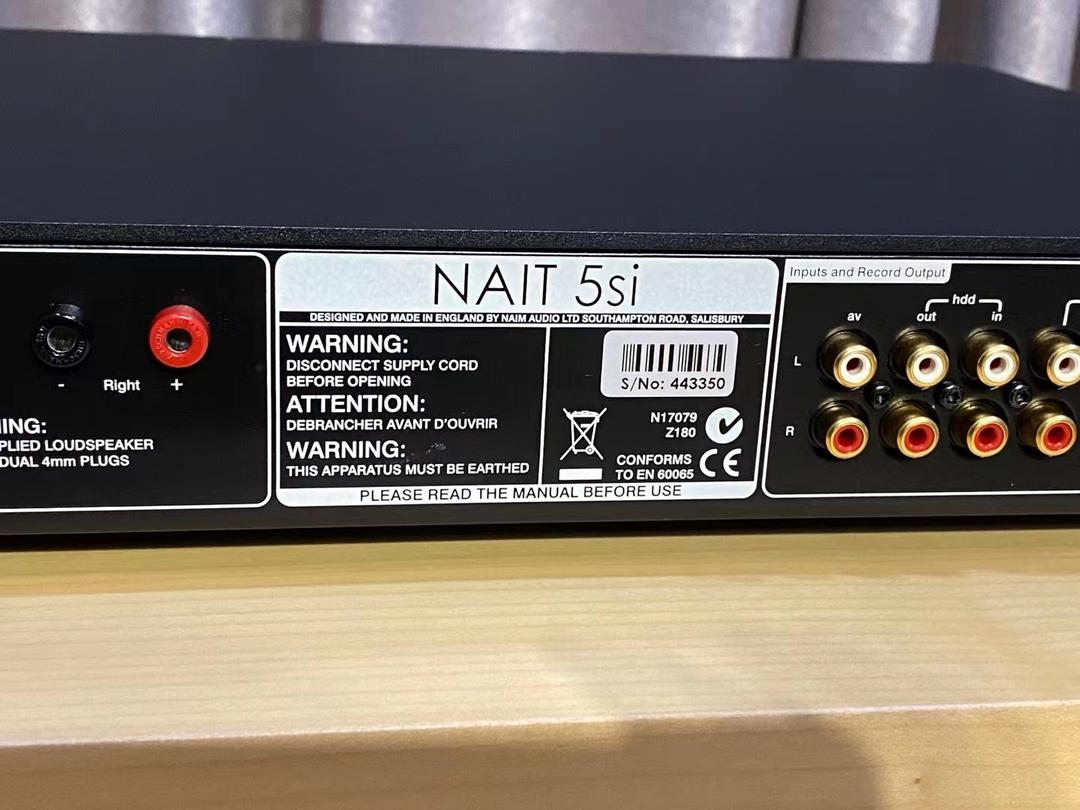 - Right +
NING:
PPLIED LOUDSPEAKER
DUAL 4mm PLUGS
NAIT 5si
DESIGNED AND MADE IN ENGLAND BY NAIM AUDIO LTD SOUTHAMPTON ROAD, SALISBURY
WARNING:
DISCONNECT SUPPLY CORD
BEFORE OPENING
ATTENTION:
DEBRANCHER AVANT D'OUVRIR
WARNING:
THIS APPARATUS MUST BE EARTHED
S/No: 443350
N17079
Z180
CONFORMS
TO EN 60065
CE
PLEASE READ THE MANUAL BEFORE USE
Inputs and Record Output
hdd
av out in
L
R